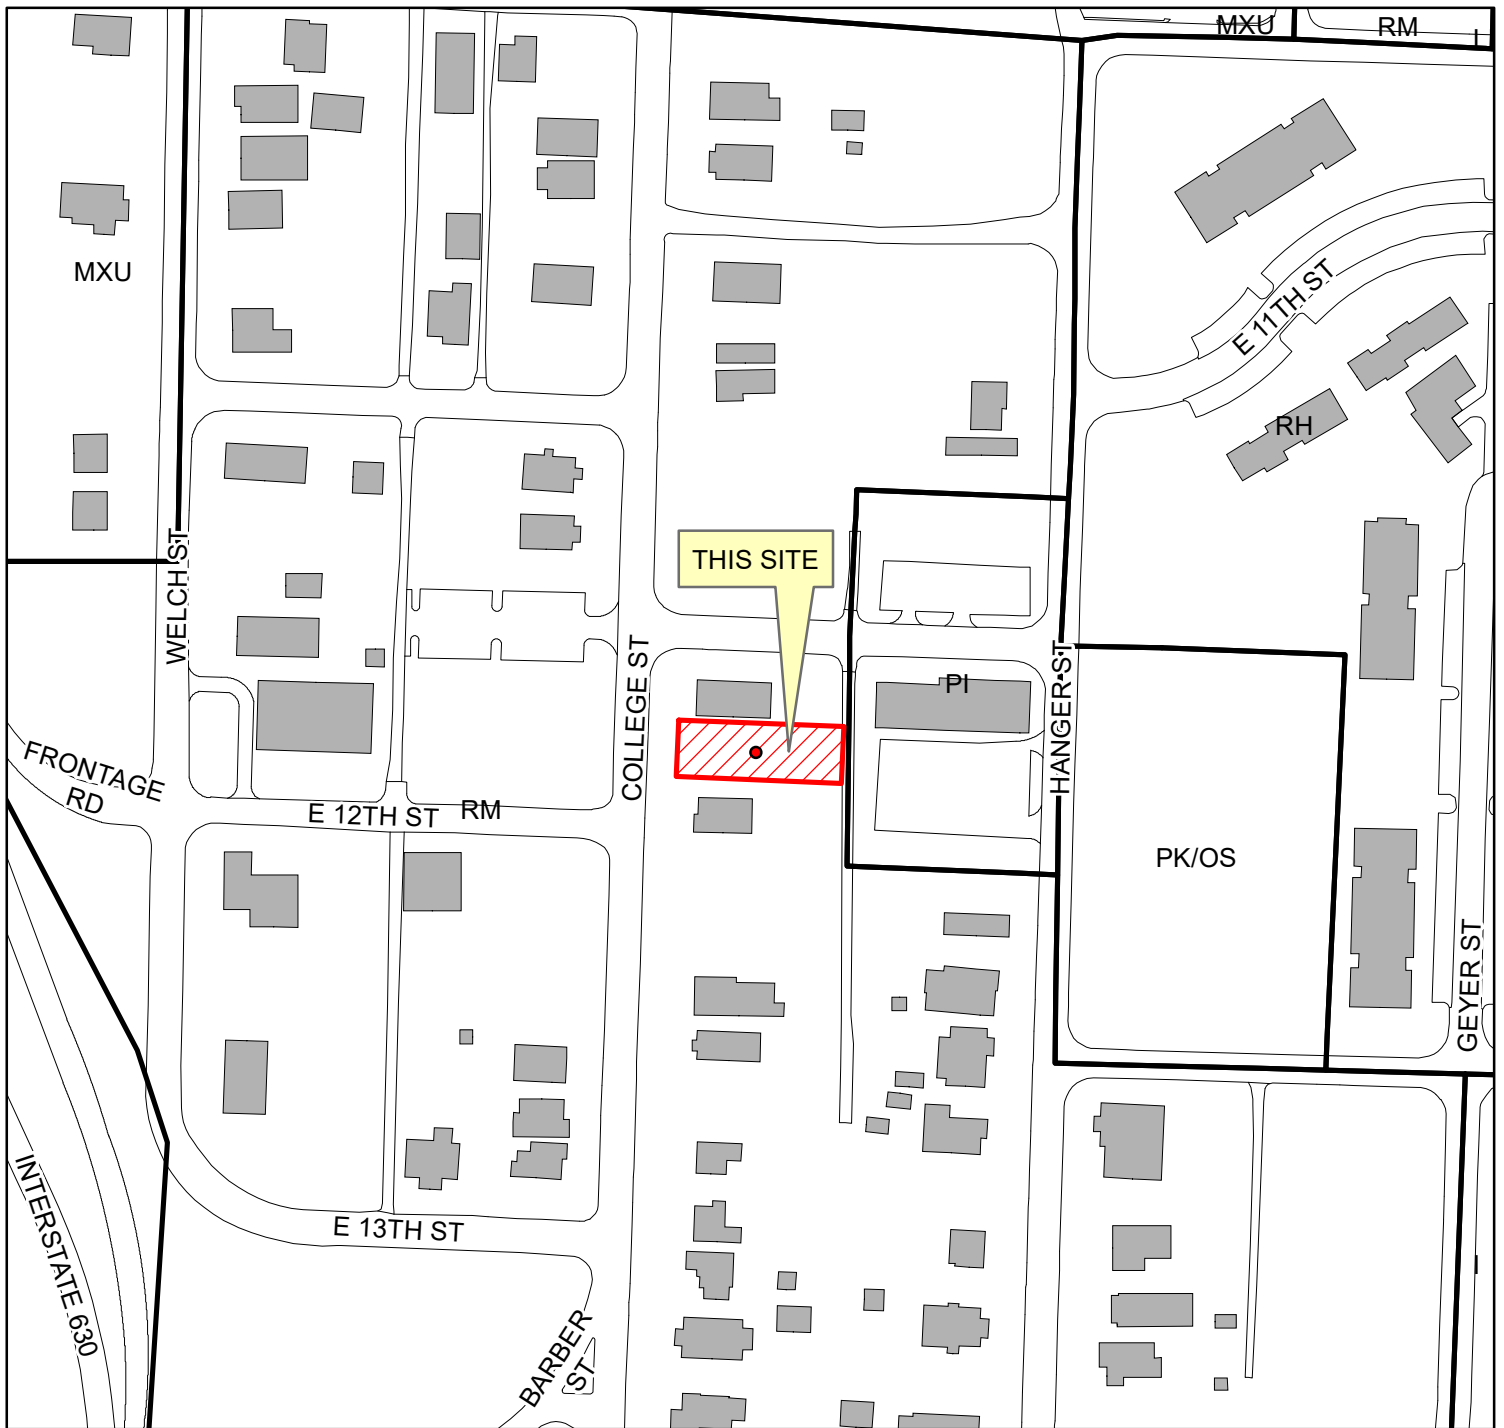 MXU
RM
I
MXU
E 11TH ST
RH
THIS SITE
WELCH ST
COLLEGE ST
HANGER ST
PI
FRONTAGE
RD
E 12TH ST
RM
PK/OS
GEYER ST
INTERSTATE 630
E 13TH ST
I
BARBER
ST